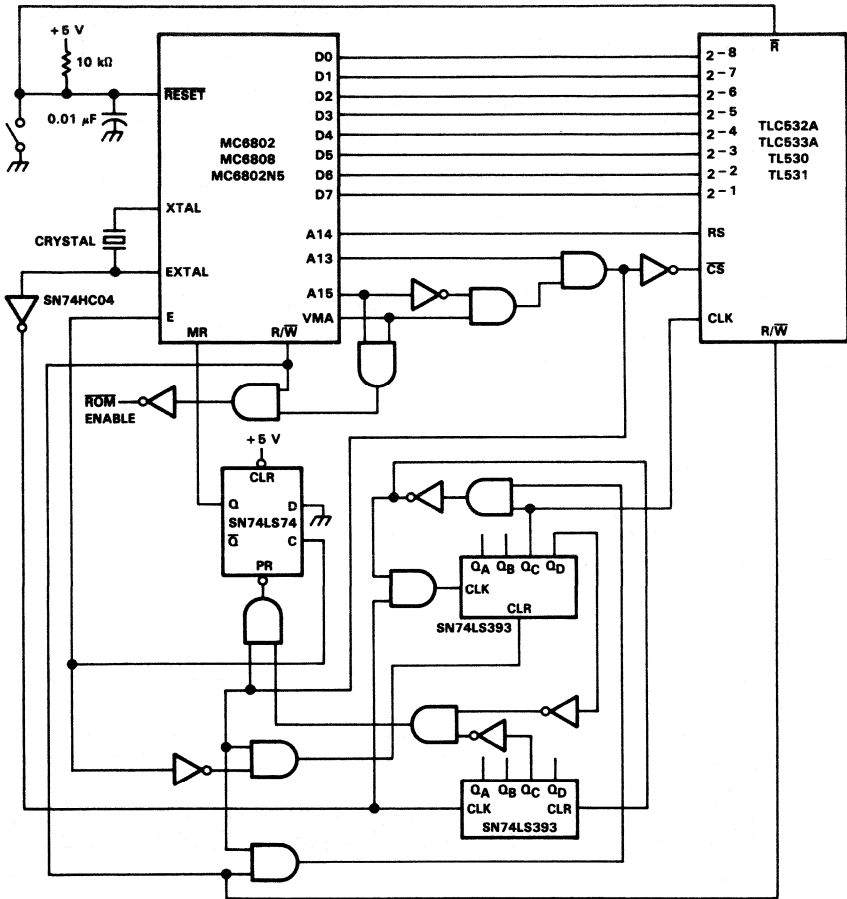 R
+5 V
10 kΩ
RESET
0.01 μF
MC6802
MC6808
MC6802N5
D0
D1
D2
D3
D4
D5
D6
D7
2-8
2-7
2-6
2-5
2-4
2-3
2-2
2-1
TLC532A
TLC533A
TL530
TL531
XTAL
CRYSTAL
EXTAL
SN74HC04
E
MR
R/W
A14
A13
A15
VMA
RS
CS
CLK
R/W
ROM
ENABLE
+5 V
CLR
Q
D
SN74LS74
Q
C
PR
QA
QB
QC
QD
CLK
CLR
SN74LS393
QA
QB
QC
QD
CLK
CLR
SN74LS393